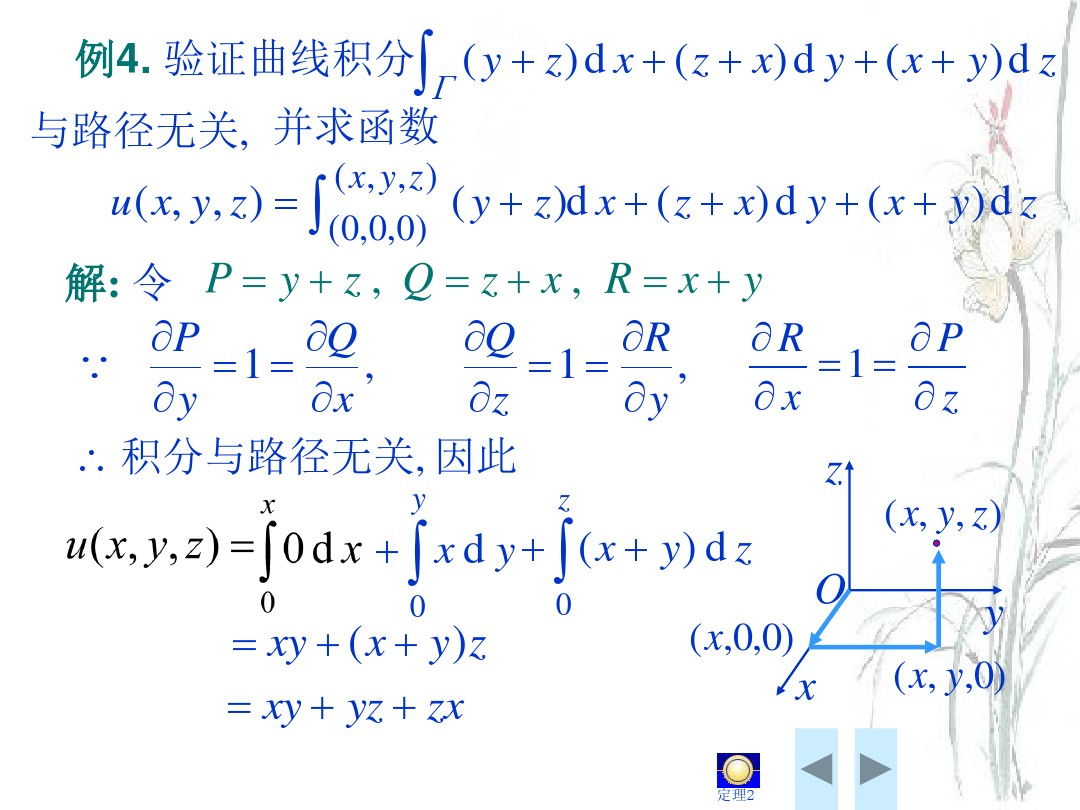 例4. 验证曲线积分∫_Γ (y + z) d x + (z + x) d y + (x + y) d z
与路径无关, 并求函数
u(x, y, z) = ∫_(0,0,0)^(x,y,z) (y + z)d x + (z + x) d y + (x + y)d z
解: 令 P = y + z , Q = z + x , R = x + y
∵ ∂P/∂y = 1 = ∂Q/∂x , ∂Q/∂z = 1 = ∂R/∂y , ∂R/∂x = 1 = ∂P/∂z
∴ 积分与路径无关, 因此
u(x, y, z) = ∫_0^x 0 d x + ∫_0^y x d y + ∫_0^z (x + y) d z
= xy + (x + y)z
= xy + yz + zx
z
(x, y, z)
O
y
(x,0,0)
x
(x, y,0)
定理2